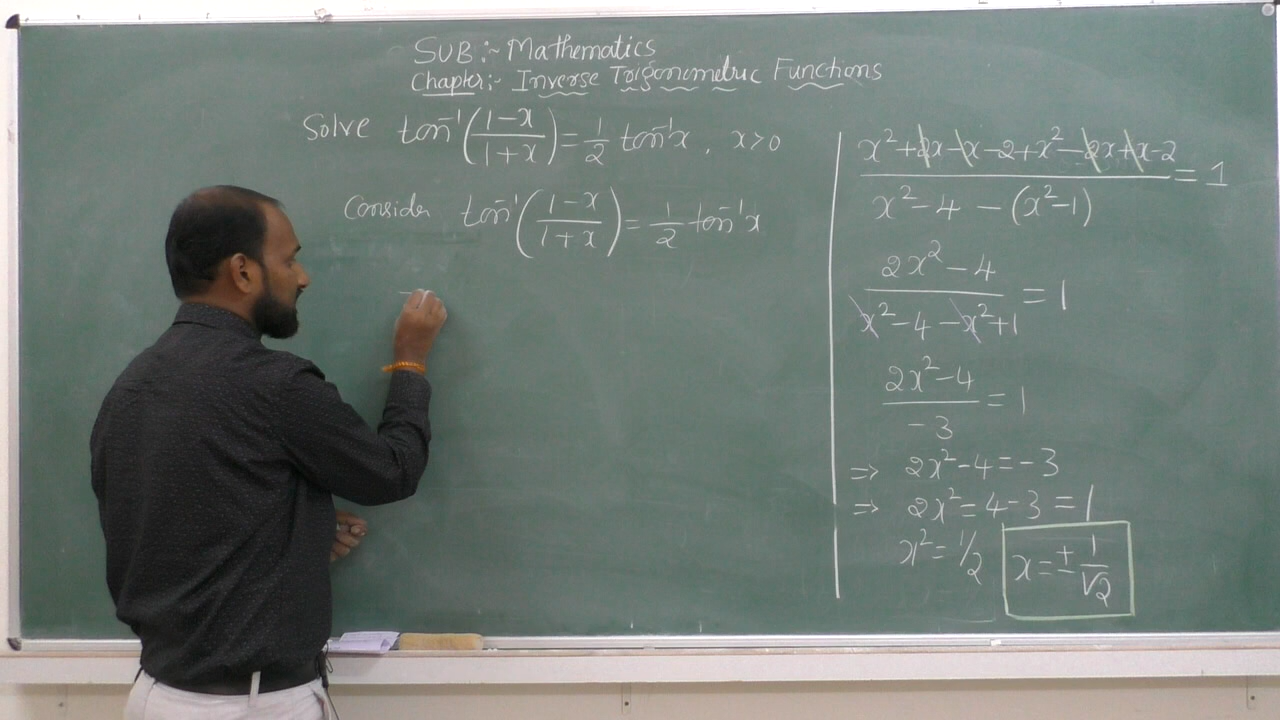 SUB:- Mathematics
Chapter:- Inverse Trigonometric Functions
Solve tan⁻¹((1-x)/(1+x)) = 1/2 tan⁻¹x, x>0
Consider tan⁻¹((1-x)/(1+x)) = 1/2 tan⁻¹x
(x²+2x-x-2+x²-2x+x-2)/(x²-4-(x²-1)) = 1
(2x²-4)/(x²-4-x²+1) = 1
(2x²-4)/(-3) = 1
=> 2x²-4=-3
=> 2x²=4-3=1
x²=1/2 x=±1/√2